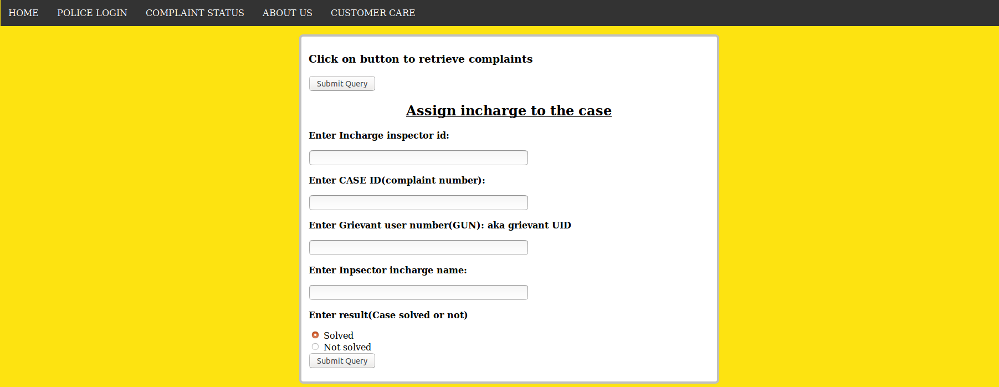 HOME POLICE LOGIN COMPLAINT STATUS ABOUT US CUSTOMER CARE
Click on button to retrieve complaints
Submit Query
Assign incharge to the case
Enter Incharge inspector id:
Enter CASE ID(complaint number):
Enter Grievant user number(GUN): aka grievant UID
Enter Inpsector incharge name:
Enter result(Case solved or not)
Solved
Not solved
Submit Query